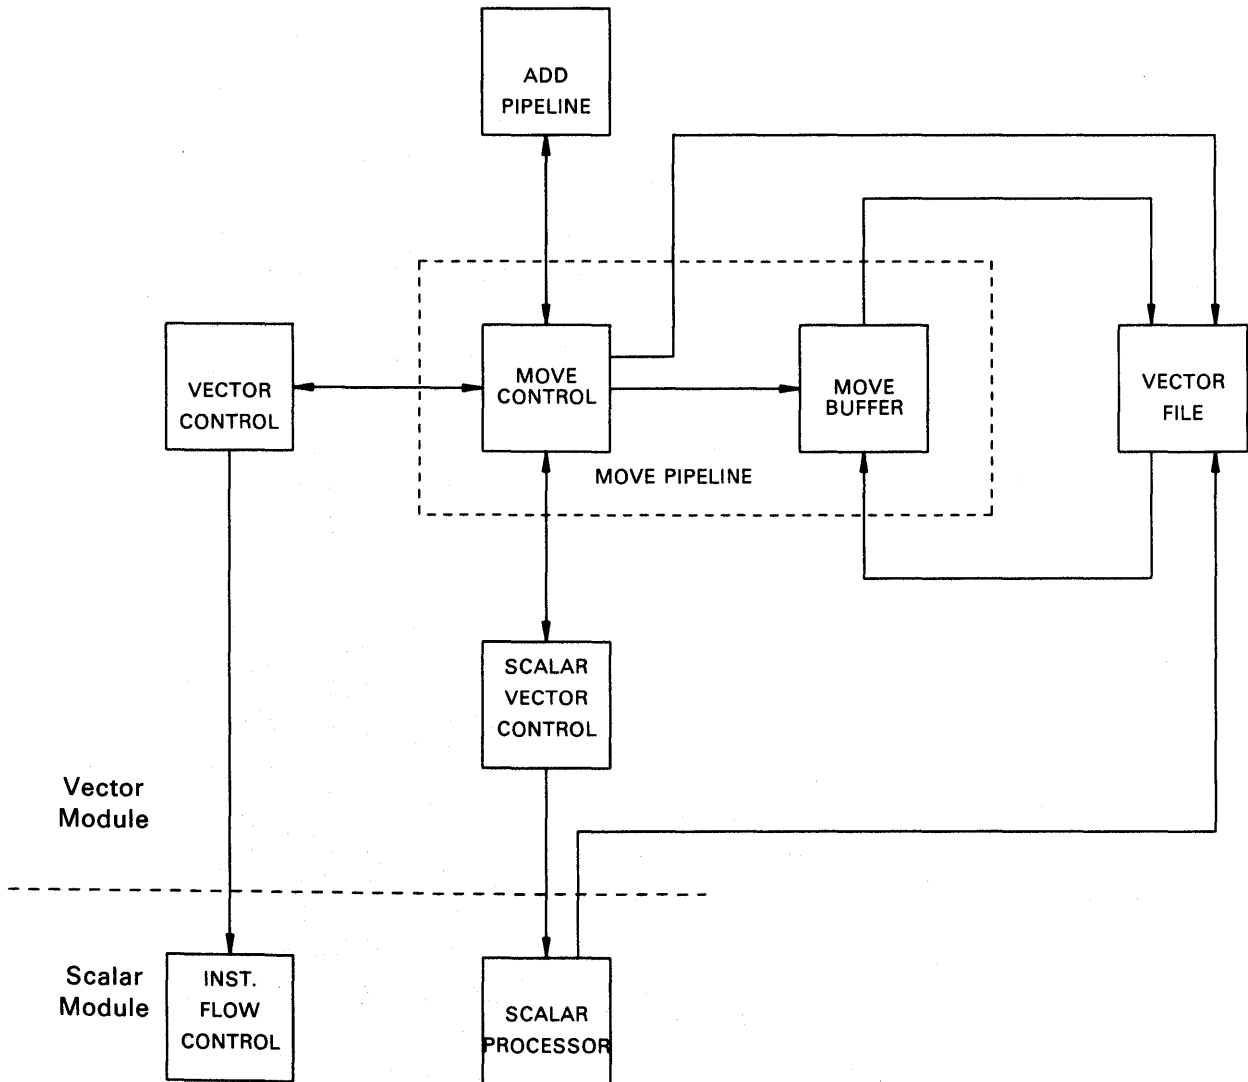 ADD
PIPELINE
VECTOR
CONTROL
MOVE
CONTROL
MOVE
BUFFER
VECTOR
FILE
MOVE PIPELINE
SCALAR
VECTOR
CONTROL
Vector
Module
Scalar
Module
INST.
FLOW
CONTROL
SCALAR
PROCESSOR